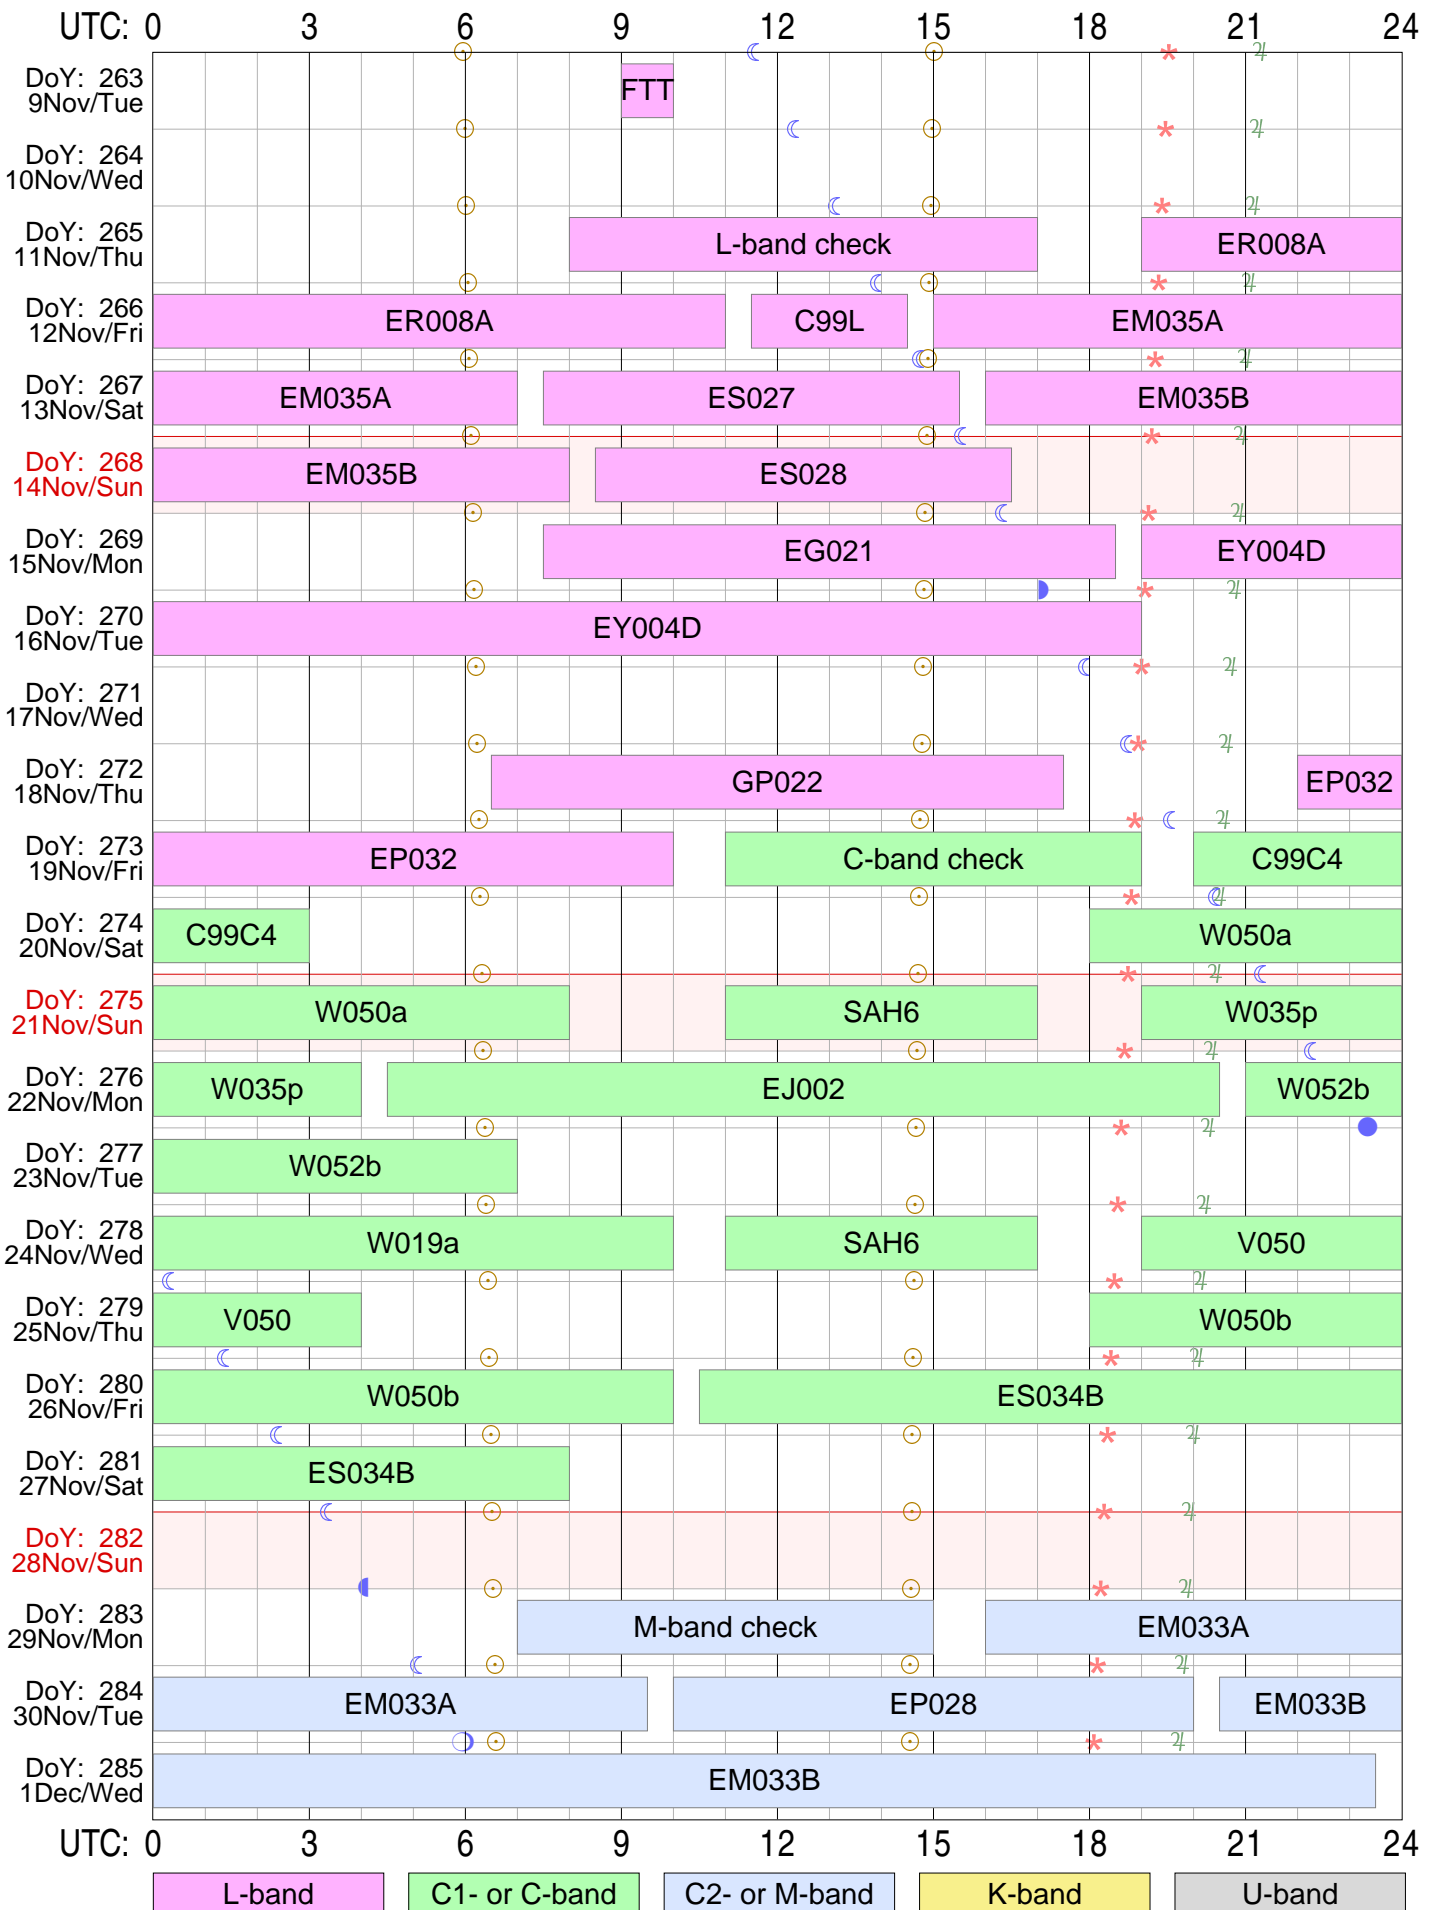 UTC: 0 3 6 9 12 15 18 21 24
DoY: 263
9Nov/Tue
FTT
DoY: 264
10Nov/Wed
DoY: 265
11Nov/Thu
L-band check ER008A
DoY: 266
12Nov/Fri
ER008A C99L EM035A
DoY: 267
13Nov/Sat
EM035A ES027 EM035B
DoY: 268
14Nov/Sun
EM035B ES028
DoY: 269
15Nov/Mon
EG021 EY004D
DoY: 270
16Nov/Tue
EY004D
DoY: 271
17Nov/Wed
DoY: 272
18Nov/Thu
GP022 EP032
DoY: 273
19Nov/Fri
EP032 C-band check C99C4
DoY: 274
20Nov/Sat
C99C4 W050a
DoY: 275
21Nov/Sun
W050a SAH6 W035p
DoY: 276
22Nov/Mon
W035p EJ002 W052b
DoY: 277
23Nov/Tue
W052b
DoY: 278
24Nov/Wed
W019a SAH6 V050
DoY: 279
25Nov/Thu
V050 W050b
DoY: 280
26Nov/Fri
W050b ES034B
DoY: 281
27Nov/Sat
ES034B
DoY: 282
28Nov/Sun
DoY: 283
29Nov/Mon
M-band check EM033A
DoY: 284
30Nov/Tue
EM033A EP028 EM033B
DoY: 285
1Dec/Wed
EM033B
UTC: 0 3 6 9 12 15 18 21 24
L-band C1- or C-band C2- or M-band K-band U-band